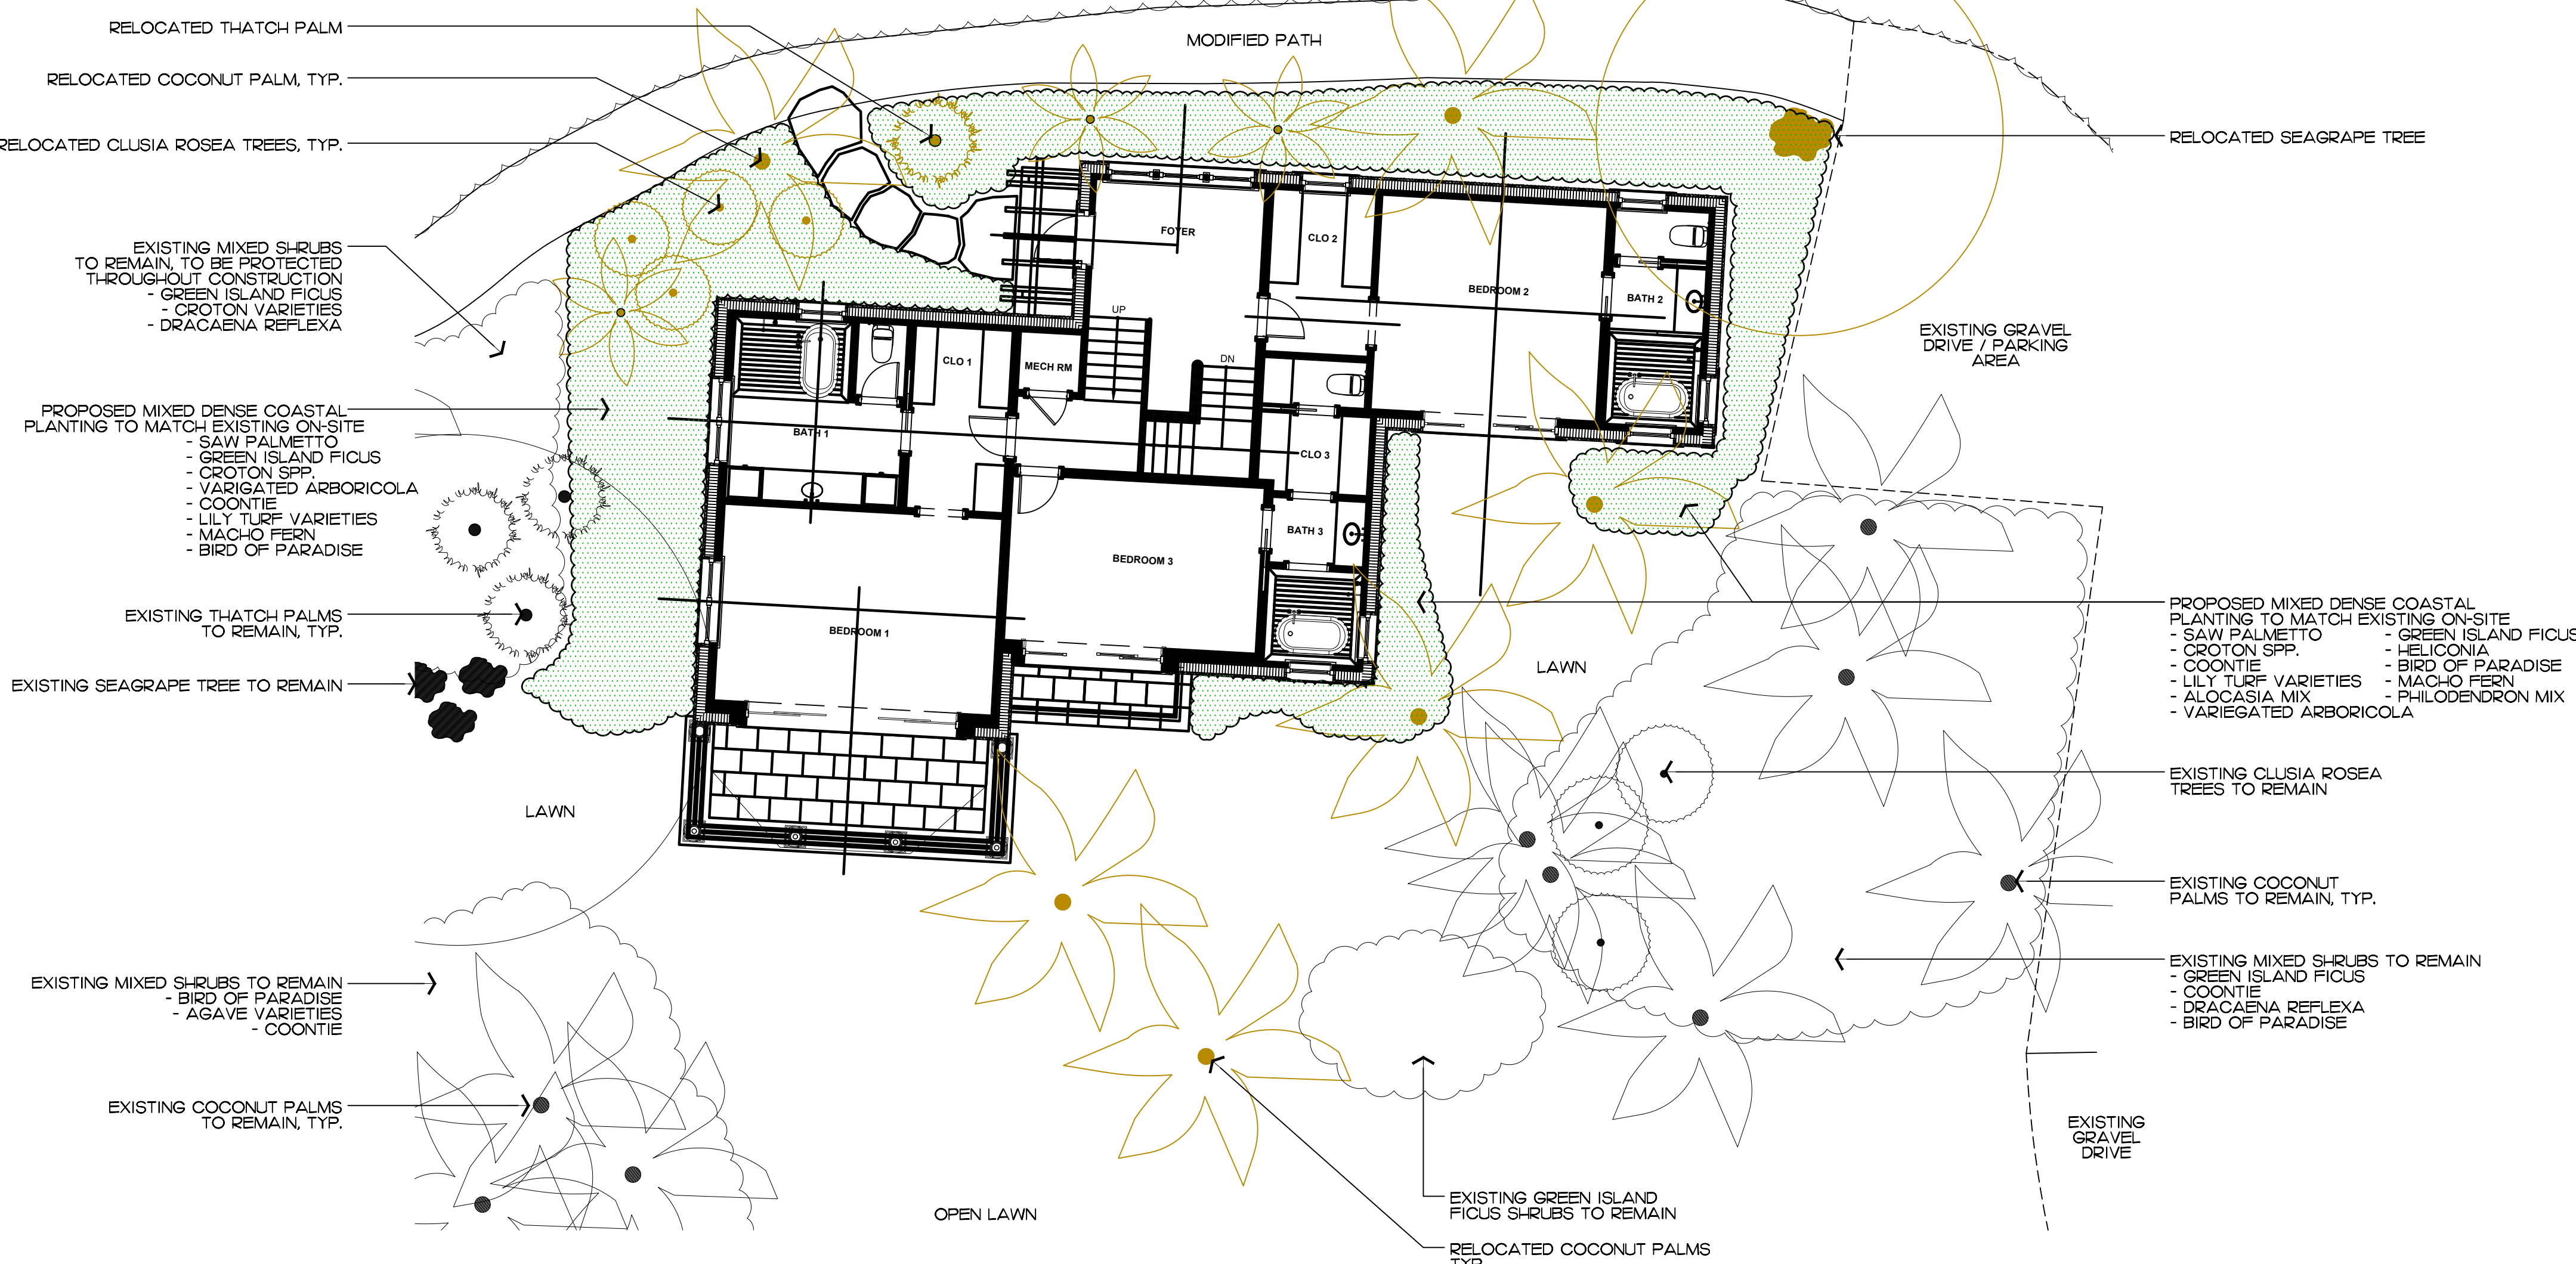 RELOCATED THATCH PALM
RELOCATED COCONUT PALM, TYP.
RELOCATED CLUSIA ROSEA TREES, TYP.
EXISTING MIXED SHRUBS
TO REMAIN, TO BE PROTECTED
THROUGHOUT CONSTRUCTION
- GREEN ISLAND FICUS
- CROTON VARIETIES
- DRACAENA REFLEXA
PROPOSED MIXED DENSE COASTAL
PLANTING TO MATCH EXISTING ON-SITE
- SAW PALMETTO
- GREEN ISLAND FICUS
- CROTON SPP.
- VARIGATED ARBORICOLA
- COONTIE
- LILY TURF VARIETIES
- MACHO FERN
- BIRD OF PARADISE
EXISTING THATCH PALMS
TO REMAIN, TYP.
EXISTING SEAGRAPE TREE TO REMAIN
LAWN
EXISTING MIXED SHRUBS TO REMAIN
- BIRD OF PARADISE
- AGAVE VARIETIES
- COONTIE
EXISTING COCONUT PALMS
TO REMAIN, TYP.
MODIFIED PATH
FOYER
CLO 2
BEDROOM 2
BATH 2
UP
DN
CLO 1
MECH RM
BATH 1
CLO 3
BATH 3
BEDROOM 3
BEDROOM 1
LAWN
OPEN LAWN
RELOCATED SEAGRAPE TREE
EXISTING GRAVEL
DRIVE / PARKING
AREA
PROPOSED MIXED DENSE COASTAL
PLANTING TO MATCH EXISTING ON-SITE
- SAW PALMETTO - GREEN ISLAND FICUS
- CROTON SPP. - HELICONIA
- COONTIE - BIRD OF PARADISE
- LILY TURF VARIETIES - MACHO FERN
- ALOCASIA MIX - PHILODENDRON MIX
- VARIEGATED ARBORICOLA
EXISTING CLUSIA ROSEA
TREES TO REMAIN
EXISTING COCONUT
PALMS TO REMAIN, TYP.
EXISTING MIXED SHRUBS TO REMAIN
- GREEN ISLAND FICUS
- COONTIE
- DRACAENA REFLEXA
- BIRD OF PARADISE
EXISTING
GRAVEL
DRIVE
EXISTING GREEN ISLAND
FICUS SHRUBS TO REMAIN
RELOCATED COCONUT PALMS
TYP.